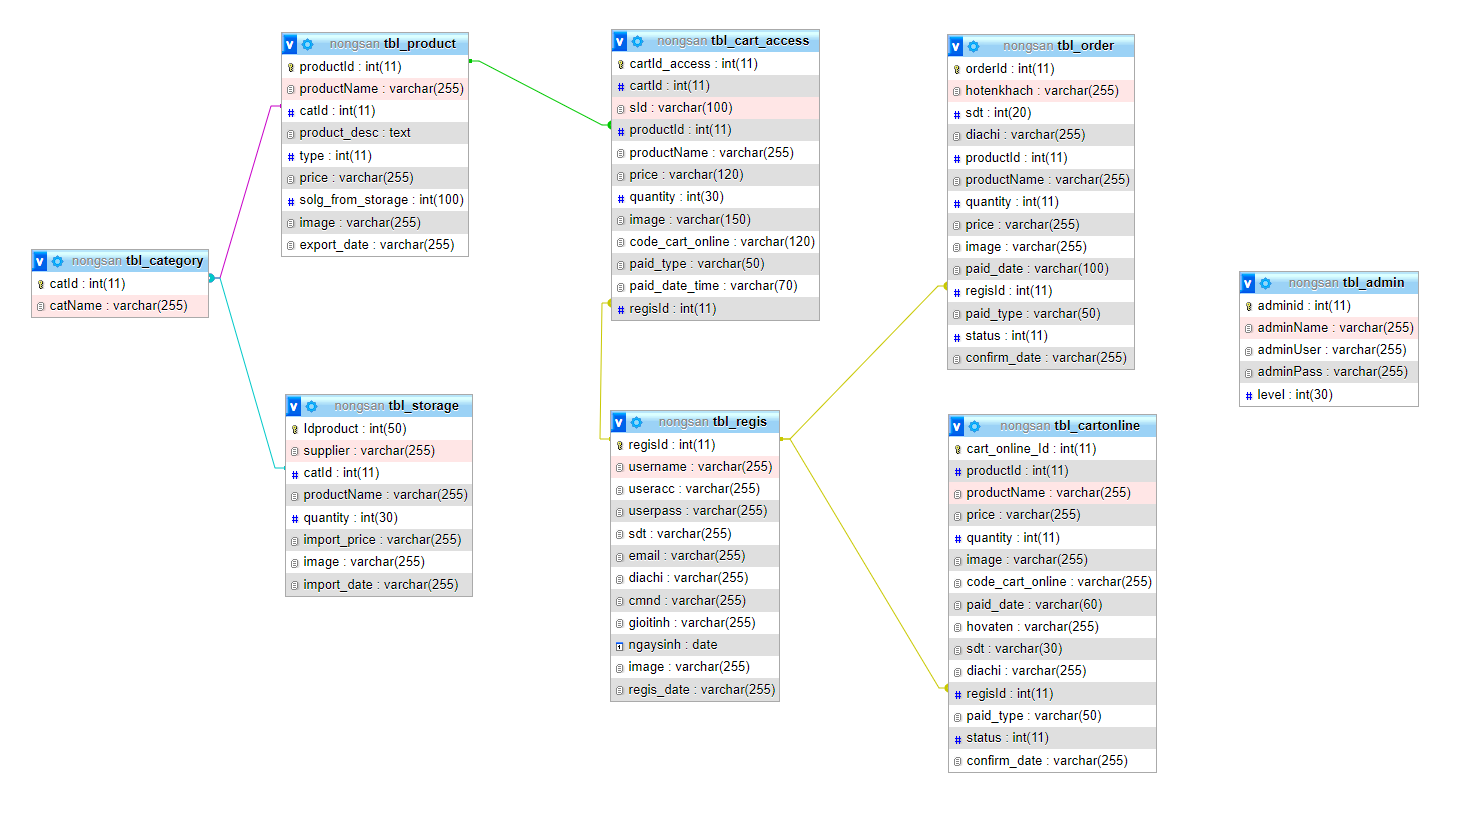 nongsan tbl_product
productId : int(11)
productName : varchar(255)
catId : int(11)
product_desc : text
type : int(11)
price : varchar(255)
solg_from_storage : int(100)
image : varchar(255)
export_date : varchar(255)
nongsan tbl_category
catId : int(11)
catName : varchar(255)
nongsan tbl_storage
Idproduct : int(50)
supplier : varchar(255)
catId : int(11)
productName : varchar(255)
quantity : int(30)
import_price : varchar(255)
image : varchar(255)
import_date : varchar(255)
nongsan tbl_cart_access
cartId_access : int(11)
cartId : int(11)
sId : varchar(100)
productId : int(11)
productName : varchar(255)
price : varchar(120)
quantity : int(30)
image : varchar(150)
code_cart_online : varchar(120)
paid_type : varchar(50)
paid_date_time : varchar(70)
regisId : int(11)
nongsan tbl_regis
regisId : int(11)
username : varchar(255)
useracc : varchar(255)
userpass : varchar(255)
sdt : varchar(255)
email : varchar(255)
diachi : varchar(255)
cmnd : varchar(255)
gioitinh : varchar(255)
ngaysinh : date
image : varchar(255)
regis_date : varchar(255)
nongsan tbl_order
orderId : int(11)
hotenkhach : varchar(255)
sdt : int(20)
diachi : varchar(255)
productId : int(11)
productName : varchar(255)
quantity : int(11)
price : varchar(255)
image : varchar(255)
paid_date : varchar(100)
regisId : int(11)
paid_type : varchar(50)
status : int(11)
confirm_date : varchar(255)
nongsan tbl_cartonline
cart_online_Id : int(11)
productId : int(11)
productName : varchar(255)
price : varchar(255)
quantity : int(11)
image : varchar(255)
code_cart_online : varchar(255)
paid_date : varchar(60)
hovaten : varchar(255)
sdt : varchar(30)
diachi : varchar(255)
regisId : int(11)
paid_type : varchar(50)
status : int(11)
confirm_date : varchar(255)
nongsan tbl_admin
adminid : int(11)
adminName : varchar(255)
adminUser : varchar(255)
adminPass : varchar(255)
level : int(30)